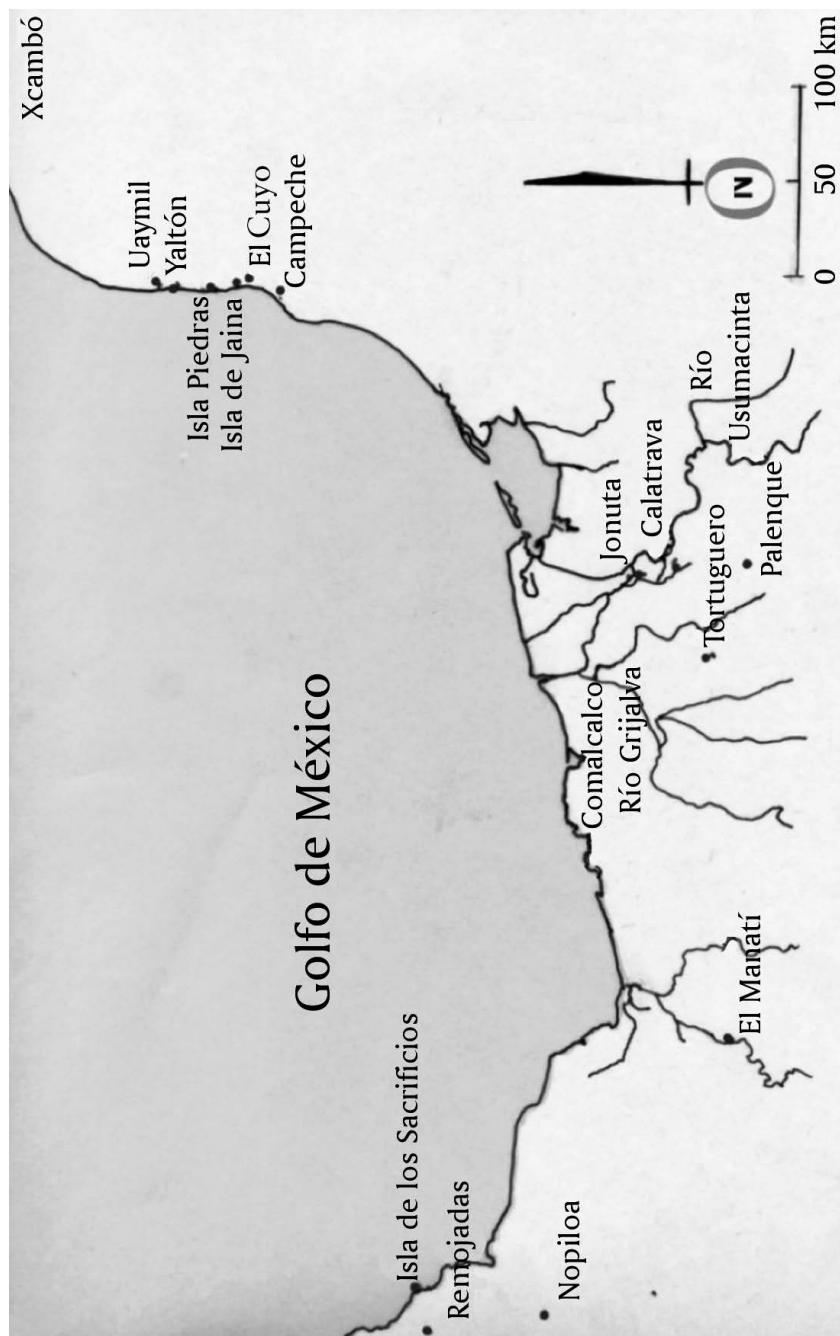 Xcambó
Uaymil
Yaltón
Isla Piedras
Isla de Jaina
El Cuyo
Campeche
Golfo de México
Isla de los Sacrificios
Remojadas
Nopiloa
Comalcalco
Río Grijalva
Jonuta
Calatrava
Río
Usumacinta
Tortuguero
Palenque
El Manatí
N
0 50 100 km